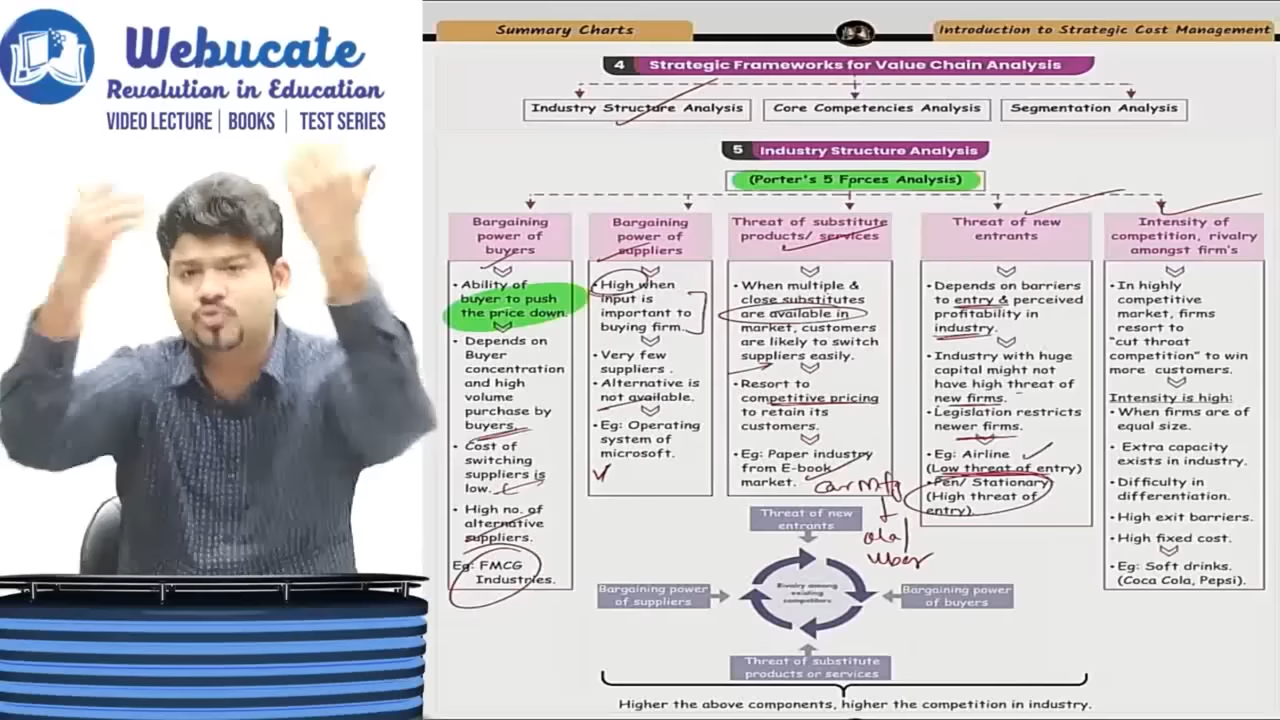 Webucate
Revolution in Education
VIDEO LECTURE | BOOKS | TEST SERIES
Summary Charts
Introduction to Strategic Cost Management
4 Strategic Frameworks for Value Chain Analysis
Industry Structure Analysis
Core Competencies Analysis
Segmentation Analysis
5 Industry Structure Analysis
(Porter's 5 Forces Analysis)
Bargaining
power of
buyers
• Ability of
buyer to push
the price down.
• Depends on
Buyer
concentration
and high
volume
purchase by
buyers.
• Cost of
switching
suppliers is
low.
• High no. of
alternative
suppliers.
Eg: FMCG
Industries.
Bargaining
power of
suppliers
• High when
input is
important to
buying firm.
• Very few
suppliers .
• Alternative is
not available.
• Eg: Operating
system of
microsoft.
Threat of substitute
products/ services
• When multiple &
close substitutes
are available in
market, customers
are likely to switch
suppliers easily.
• Resort to
competitive pricing
to retain its
customers.
• Eg: Paper industry
from E-book
market.
Car Mfg
ola
uber
Threat of new
entrants
• Depends on barriers
to entry & perceived
profitability in
industry.
• Industry with huge
capital might not
have high threat of
new firms.
• Legislation restricts
newer firms.
• Eg: Airline
(Low threat of entry)
• Pen/ Stationary
(High threat of
entry)
Intensity of
competition, rivalry
amongst firm's
• In highly
competitive
market, firms
resort to
"cut throat
competition" to win
more customers.
Intensity is high:
• When firms are of
equal size.
• Extra capacity
exists in industry.
• Difficulty in
differentiation.
• High exit barriers.
• High fixed cost.
• Eg: Soft drinks.
(Coca Cola, Pepsi).
Threat of new
entrants
Bargaining power
of suppliers
Rivalry among
existing
competitors
Bargaining power
of buyers
Threat of substitute
products or services
Higher the above components, higher the competition in industry.